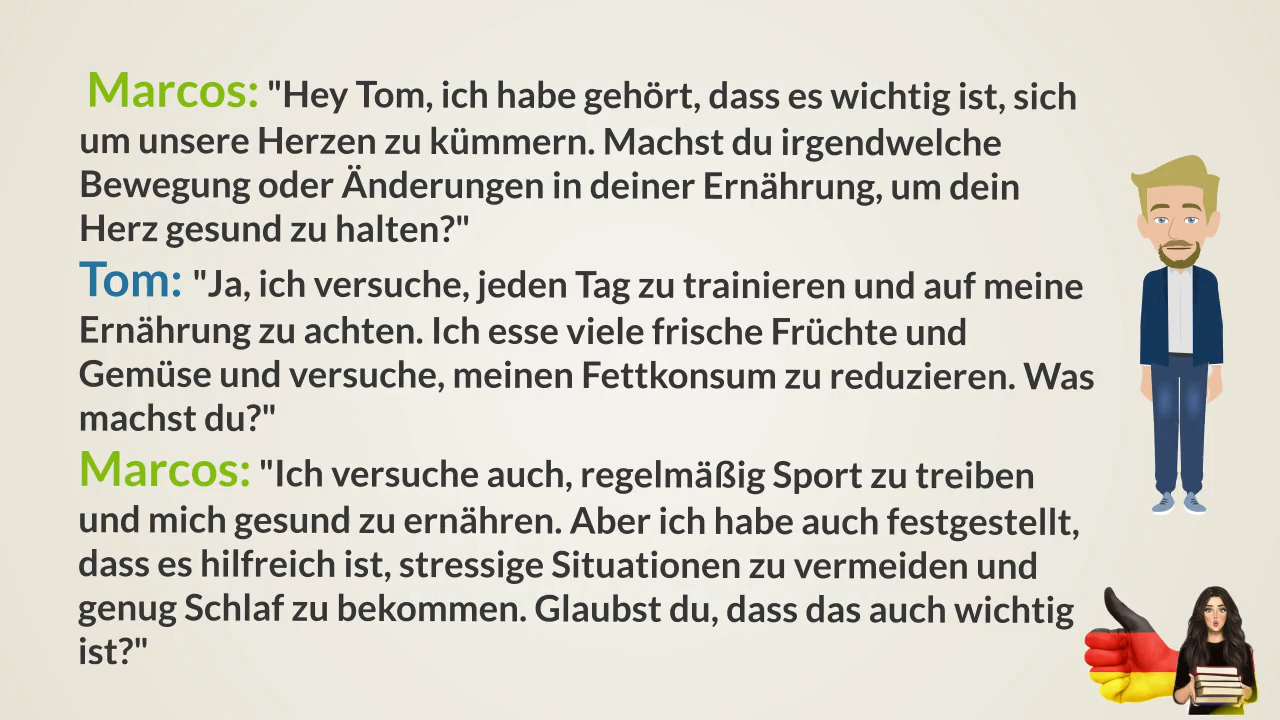 Marcos: "Hey Tom, ich habe gehört, dass es wichtig ist, sich
um unsere Herzen zu kümmern. Machst du irgendwelche
Bewegung oder Änderungen in deiner Ernährung, um dein
Herz gesund zu halten?"
Tom: "Ja, ich versuche, jeden Tag zu trainieren und auf meine
Ernährung zu achten. Ich esse viele frische Früchte und
Gemüse und versuche, meinen Fettkonsum zu reduzieren. Was
machst du?"
Marcos: "Ich versuche auch, regelmäßig Sport zu treiben
und mich gesund zu ernähren. Aber ich habe auch festgestellt,
dass es hilfreich ist, stressige Situationen zu vermeiden und
genug Schlaf zu bekommen. Glaubst du, dass das auch wichtig
ist?"